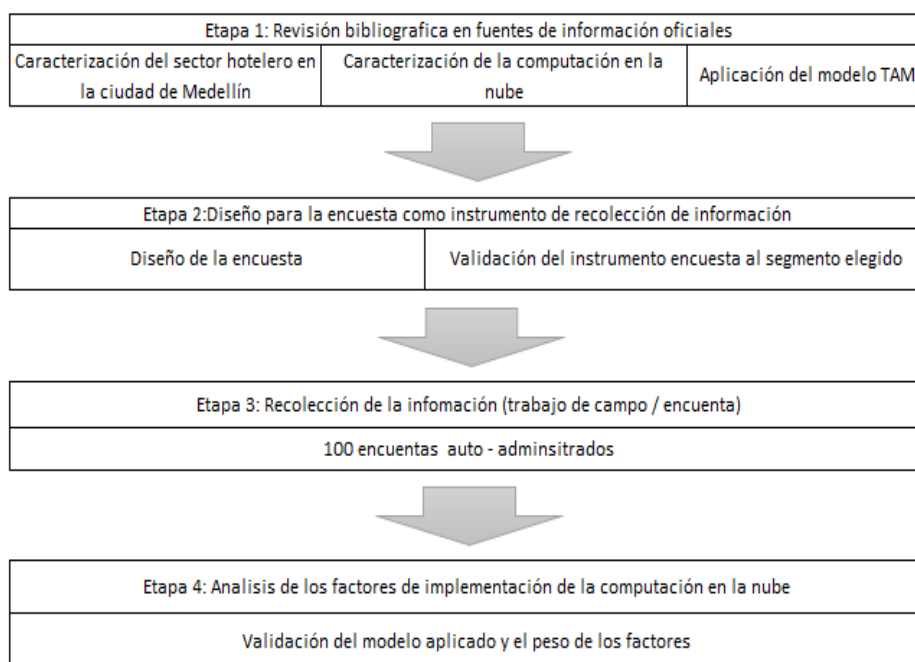 Etapa 1: Revisión bibliografica en fuentes de información oficiales
Caracterización del sector hotelero en
la ciudad de Medellín
Caracterización de la computación en la
nube
Aplicación del modelo TAM
Etapa 2:Diseño para la encuesta como instrumento de recolección de información
Diseño de la encuesta
Validación del instrumento encuesta al segmento elegido
Etapa 3: Recolección de la infomación (trabajo de campo / encuenta)
100 encuentas auto - adminsitrados
Etapa 4: Analisis de los factores de implementación de la computación en la nube
Validación del modelo aplicado y el peso de los factores